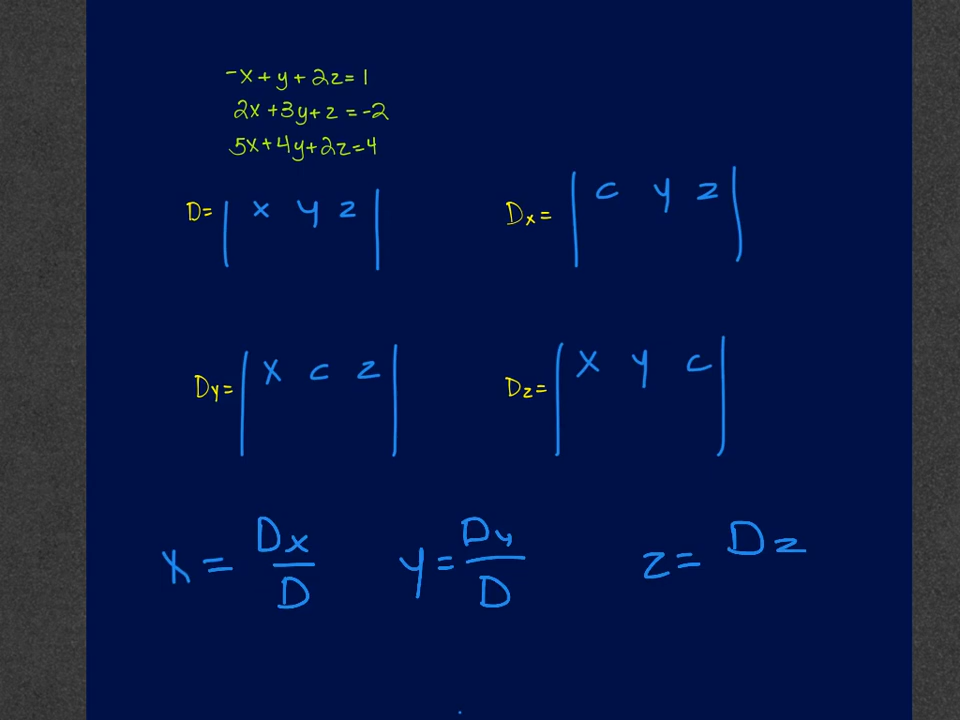 -x + y + 2z = 1
2x + 3y + z = -2
5x + 4y + 2z = 4
D = | x y z |
Dx = | c y z |
Dy = | x c z |
Dz = | x y c |
x = Dx/D y = Dy/D z = Dz